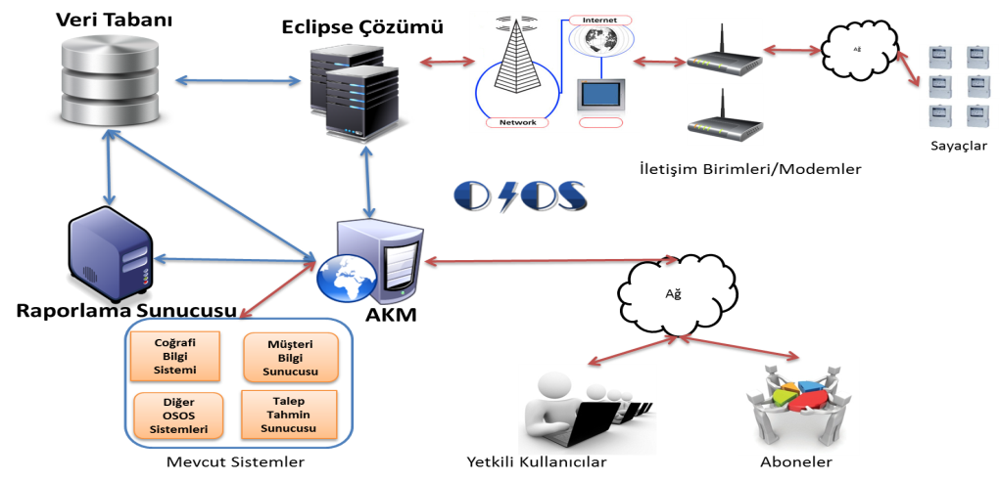 Veri Tabanı
Eclipse Çözümü
Internet
Network
Ağ
Sayaçlar
İletişim Birimleri/Modemler
OSOS
Raporlama Sunucusu
AKM
Ağ
Coğrafi
Bilgi
Sistemi
Müşteri
Bilgi
Sunucusu
Diğer
OSOS
Sistemleri
Talep
Tahmin
Sunucusu
Mevcut Sistemler
Yetkili Kullanıcılar
Aboneler